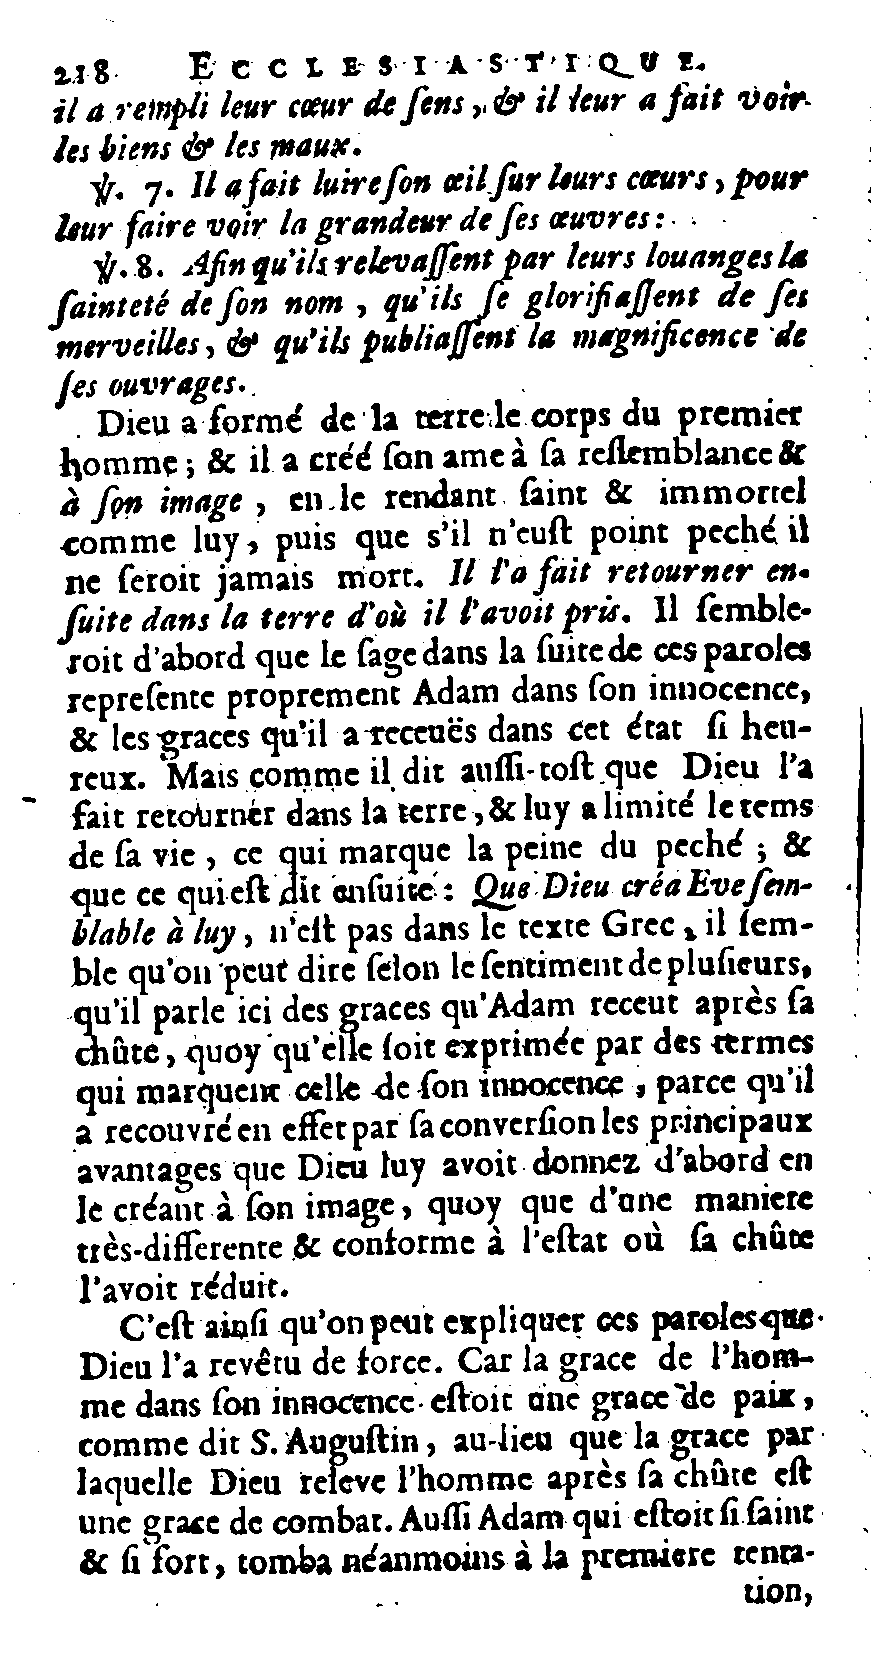 218 ECCLESIASTIQUE.
il a rempli leur cœur de ſens, & il leur a fait voir
les biens & les maux.
℣. 7. Il a fait luire ſon œil ſur leurs cœurs, pour
leur faire voir la grandeur de ſes œuvres:
℣. 8. Afin qu'ils relevaſſent par leurs louanges la
ſainteté de ſon nom, qu'ils ſe glorifiaſſent de ſes
merveilles, & qu'ils publiaſſent la magnificence de
ſes ouvrages.
Dieu a formé de la terre le corps du premier
homme; & il a créé ſon ame à ſa reſſemblance &
à ſon image, en le rendant ſaint & immortel
comme luy, puis que s'il n'euſt point peché il
ne ſeroit jamais mort. Il l'a fait retourner en-
ſuite dans la terre d'où il l'avoit pris. Il ſemble-
roit d'abord que le ſage dans la ſuite de ces paroles
repreſente proprement Adam dans ſon innocence,
& les graces qu'il a receuës dans cet état ſi heu-
reux. Mais comme il dit auſſi-toſt que Dieu l'a
fait retourner dans la terre, & luy a limité le tems
de ſa vie, ce qui marque la peine du peché; &
que ce qui eſt dit enſuite: Que Dieu créa Eve ſem-
blable à luy, n'eſt pas dans le texte Grec, il ſem-
ble qu'on peut dire ſelon le ſentiment de pluſieurs,
qu'il parle ici des graces qu'Adam receut après ſa
chûte, quoy qu'elle ſoit exprimée par des termes
qui marquent celle de ſon innocence, parce qu'il
a recouvré en effet par ſa converſion les principaux
avantages que Dieu luy avoit donnez d'abord en
le créant à ſon image, quoy que d'une maniere
très-differente & conforme à l'eſtat où ſa chûte
l'avoit réduit.
C'eſt ainſi qu'on peut expliquer ces paroles que
Dieu l'a revêtu de force. Car la grace de l'hom-
me dans ſon innocence eſtoit une grace de paix,
comme dit S. Auguſtin, au-lieu que la grace par
laquelle Dieu releve l'homme après ſa chûte eſt
une grace de combat. Auſſi Adam qui eſtoit ſi ſaint
& ſi fort, tomba néanmoins à la premiere tenta-
tion,